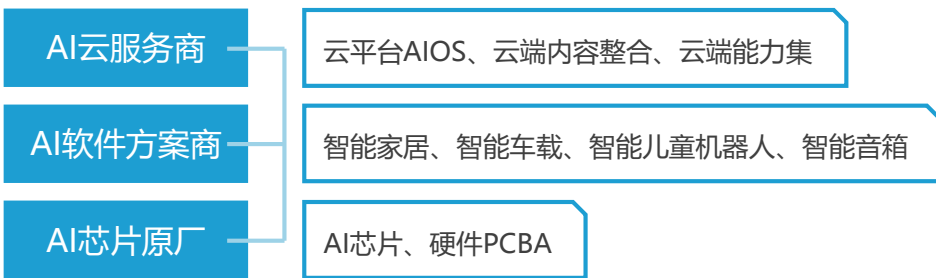 AI云服务商
云平台AIOS、云端内容整合、云端能力集
AI软件方案商
智能家居、智能车载、智能儿童机器人、智能音箱
AI芯片原厂
AI芯片、硬件PCBA